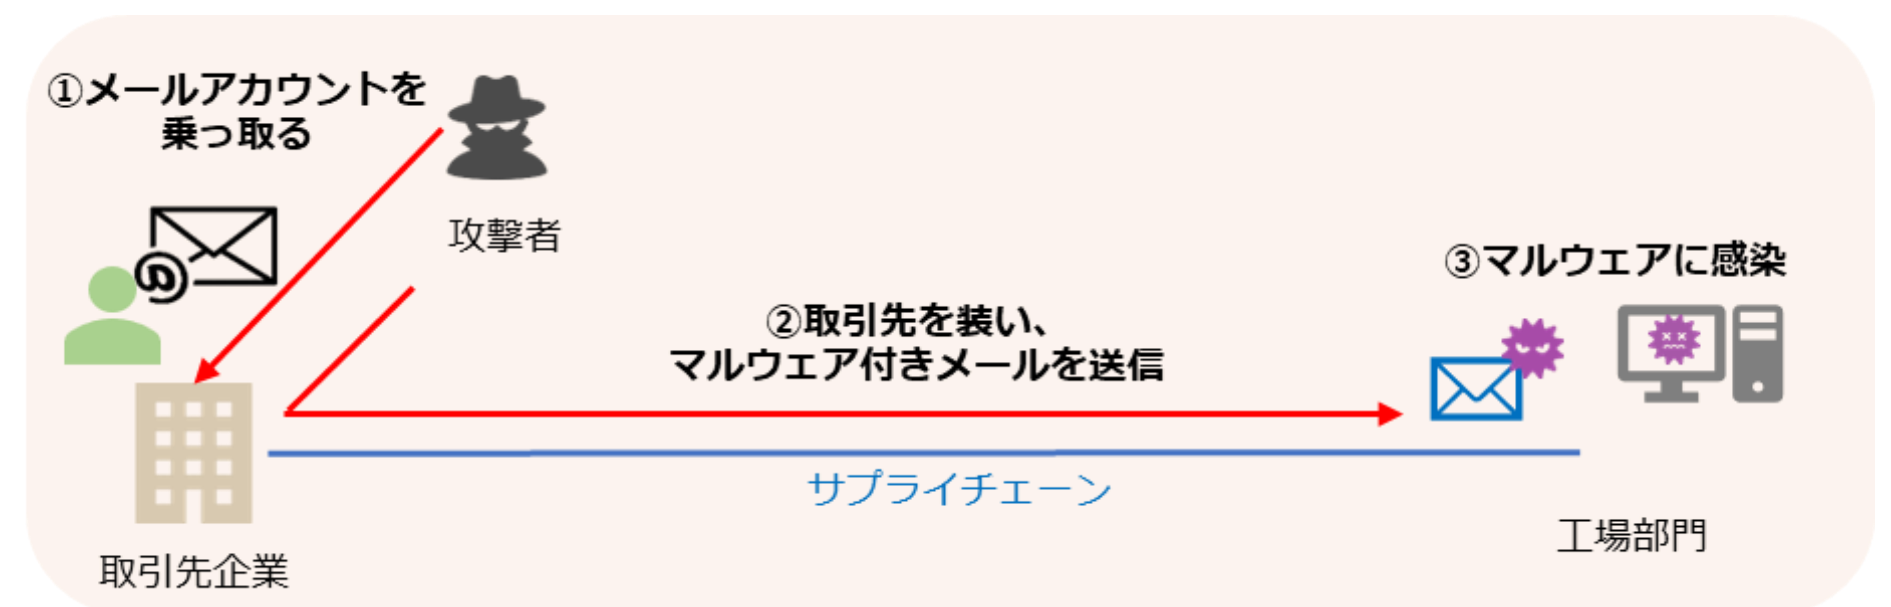 ①メールアカウントを
乗っ取る
攻撃者
③マルウェアに感染
②取引先を装い、
マルウェア付きメールを送信
サプライチェーン
工場部門
取引先企業